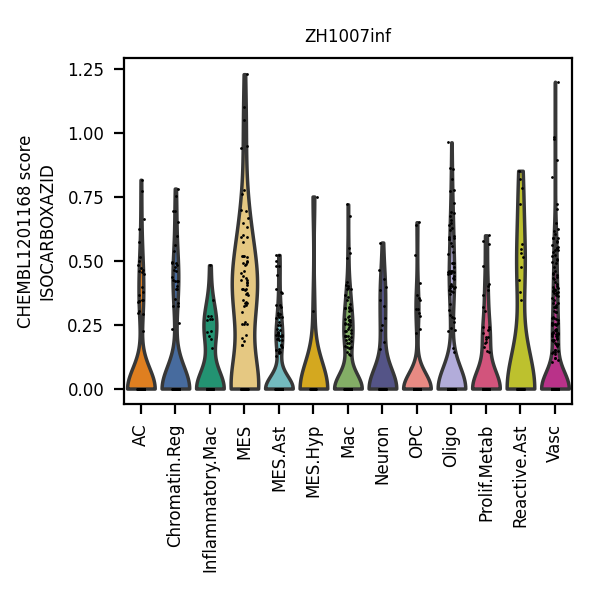 ZH1007inf
CHEMBL1201168 score
ISOCARBOXAZID
1.25
1.00
0.75
0.50
0.25
0.00
AC
Chromatin.Reg
Inflammatory.Mac
MES
MES.Ast
MES.Hyp
Mac
Neuron
OPC
Oligo
Prolif.Metab
Reactive.Ast
Vasc